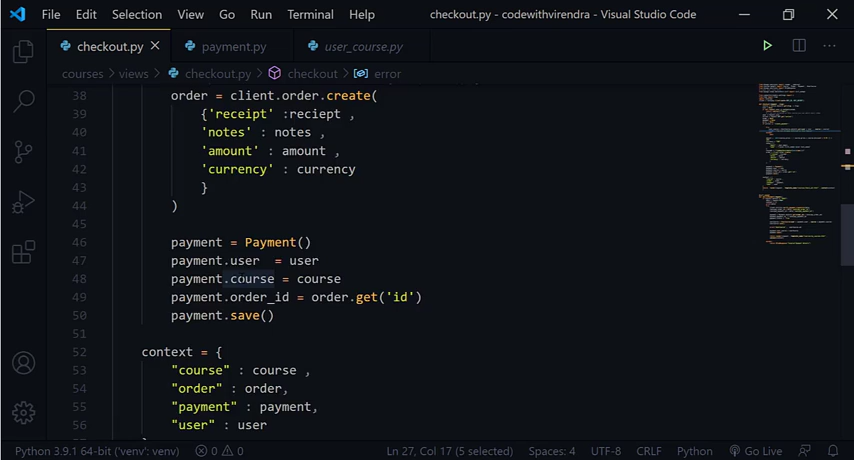 File Edit Selection View Go Run Terminal Help checkout.py - codewithvirendra - Visual Studio Code
checkout.py payment.py user_course.py
courses > views > checkout.py > checkout > error
38 order = client.order.create(
39 {'receipt' :reciept ,
40 'notes' : notes ,
41 'amount' : amount ,
42 'currency' : currency
43 }
44 )
45
46 payment = Payment()
47 payment.user = user
48 payment.course = course
49 payment.order_id = order.get('id')
50 payment.save()
51
52 context = {
53 "course" : course ,
54 "order" : order,
55 "payment" : payment,
56 "user" : user
Python 3.9.1 64-bit ('venv': venv) 0 0 Ln 27, Col 17 (5 selected) Spaces: 4 UTF-8 CRLF Python Go Live